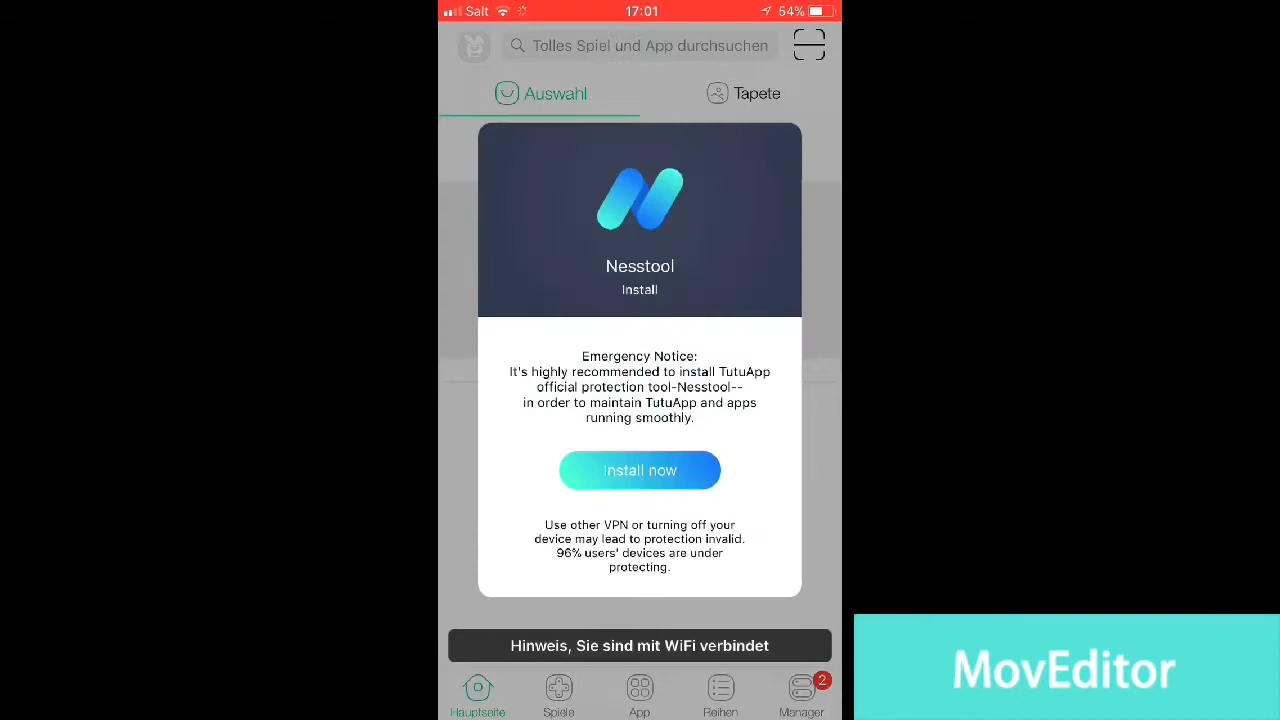 Salt 17:01 54%
Tolles Spiel und App durchsuchen
Auswahl Tapete
Nesstool
Install
Emergency Notice:
It's highly recommended to install TutuApp
official protection tool-Nesstool--
in order to maintain TutuApp and apps
running smoothly.
Install now
Use other VPN or turning off your
device may lead to protection invalid.
96% users' devices are under
protecting.
Hinweis, Sie sind mit WiFi verbindet
2
Hauptseite Spiele App Reihen Manager
MovEditor